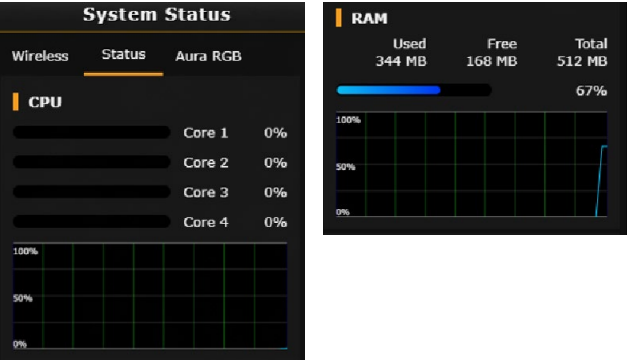 System Status
Wireless Status Aura RGB
CPU
Core 1 0%
Core 2 0%
Core 3 0%
Core 4 0%
100%
50%
0%
RAM
Used Free Total
344 MB 168 MB 512 MB
67%
100%
50%
0%